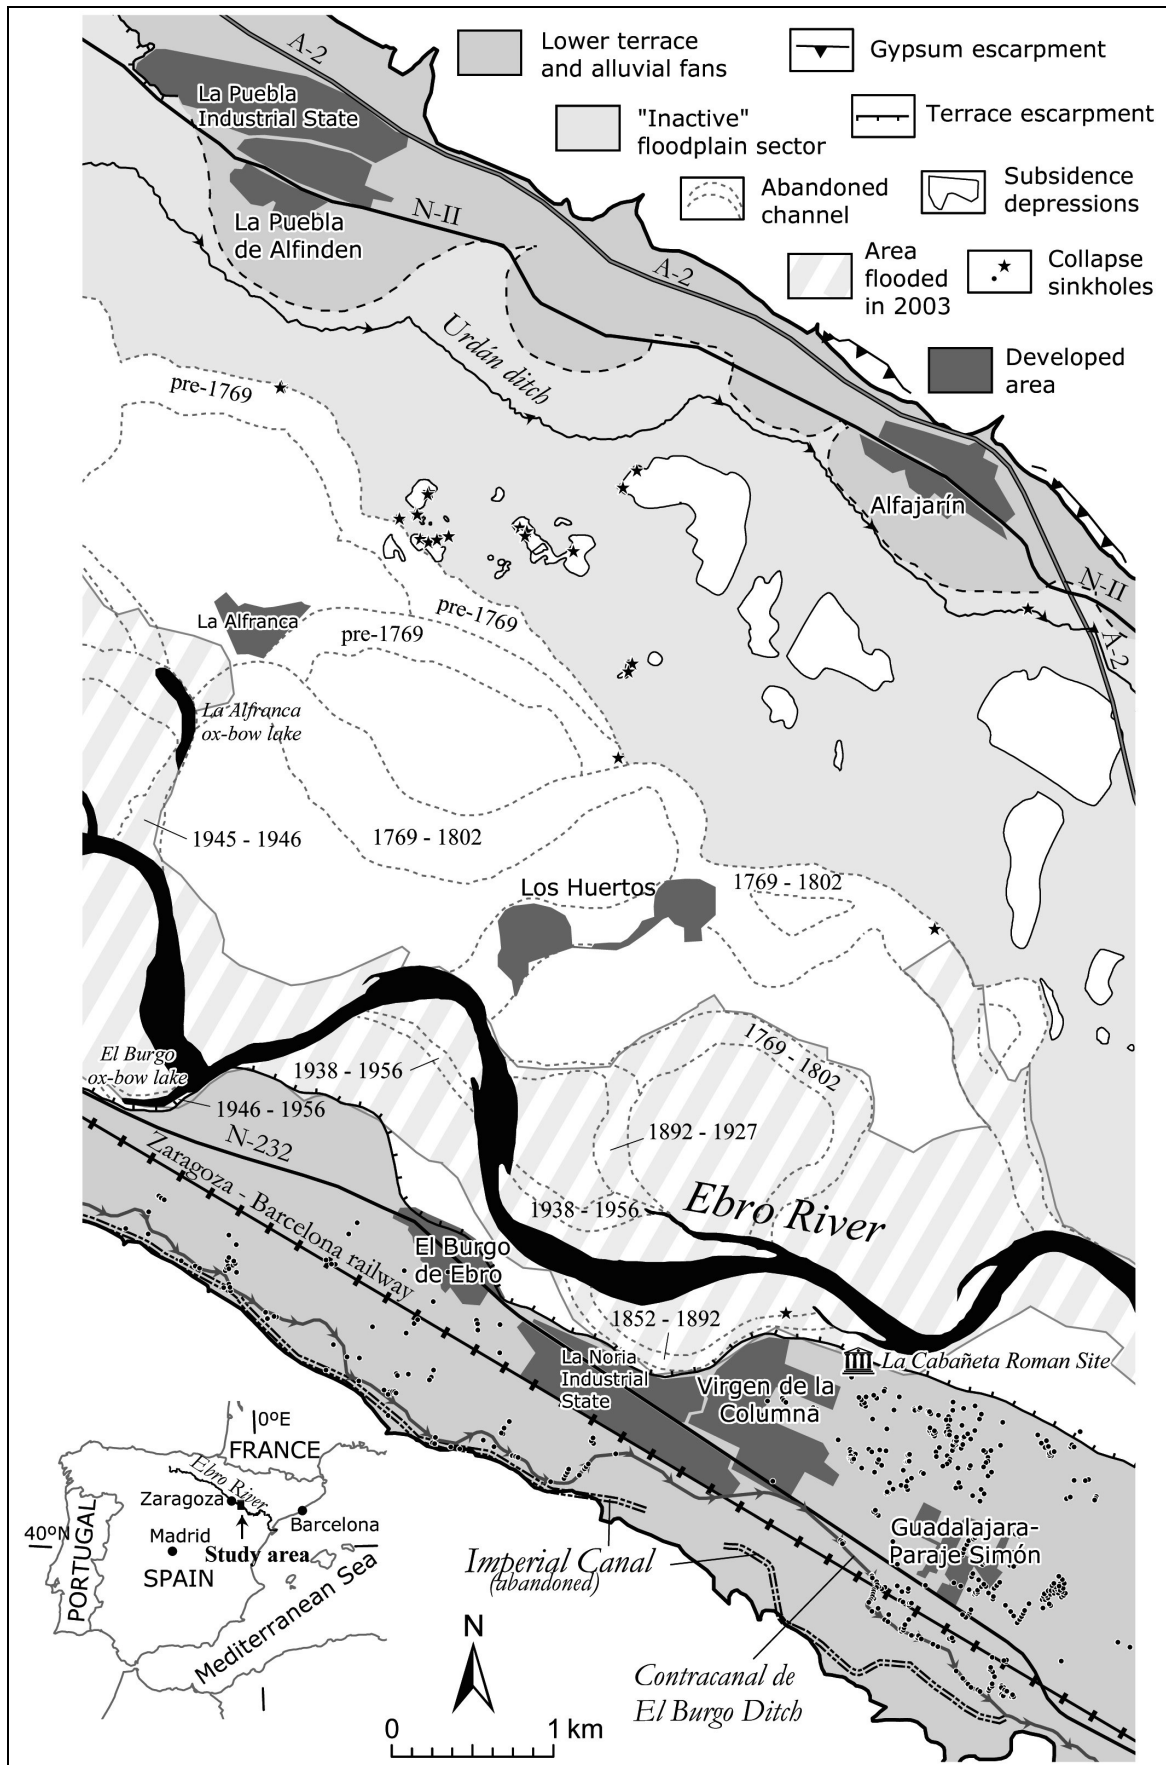 A-2
Lower terrace
and alluvial fans
Gypsum escarpment
"Inactive"
floodplain sector
Terrace escarpment
Abandoned
channel
Subsidence
depressions
Area
flooded
in 2003
Collapse
sinkholes
Developed
area
La Puebla
Industrial State
La Puebla
de Alfinden
N-II
A-2
Urdán ditch
pre-1769
Alfajarín
N-II
A-2
La Alfranca
pre-1769
pre-1769
La Alfranca
ox-bow lake
1945 - 1946
1769 - 1802
Los Huertos
1769 - 1802
El Burgo
ox-bow lake
1938 - 1956
1769 -
1802
1946 - 1956
N-232
1892 - 1927
Zaragoza - Barcelona railway
1938 - 1956
Ebro River
El Burgo
de Ebro
1852 - 1892
La Noria
Industrial
State
La Cabañeta Roman Site
Virgen de la
Columna
Guadalajara-
Paraje Simón
Imperial Canal
(abandoned)
Contracanal de
El Burgo Ditch
0ºE
FRANCE
Ebro River
Zaragoza
Barcelona
40ºN
Madrid
Study area
SPAIN
PORTUGAL
Mediterranean Sea
N
0 1 km